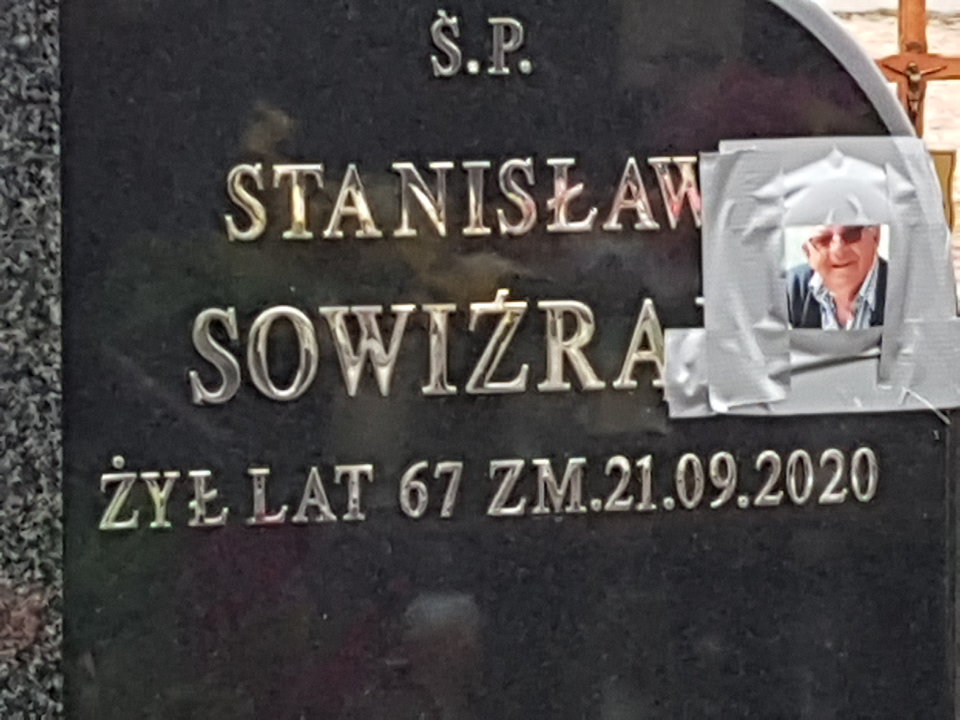 Ś.P.
STANISŁAW
SOWIŹRA
ŻYŁ LAT 67 ZM.21.09.2020